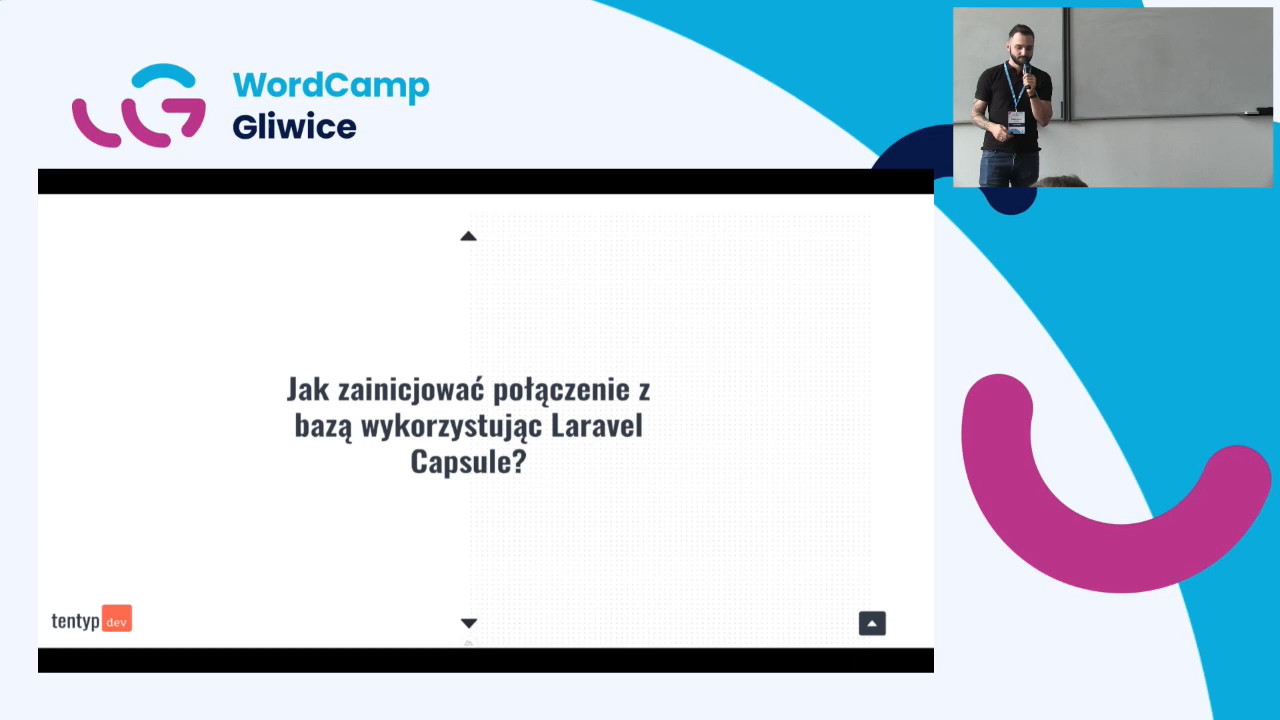 WordCamp
Gliwice
Jak zainicjować połączenie z
bazą wykorzystując Laravel
Capsule?
tentyp dev